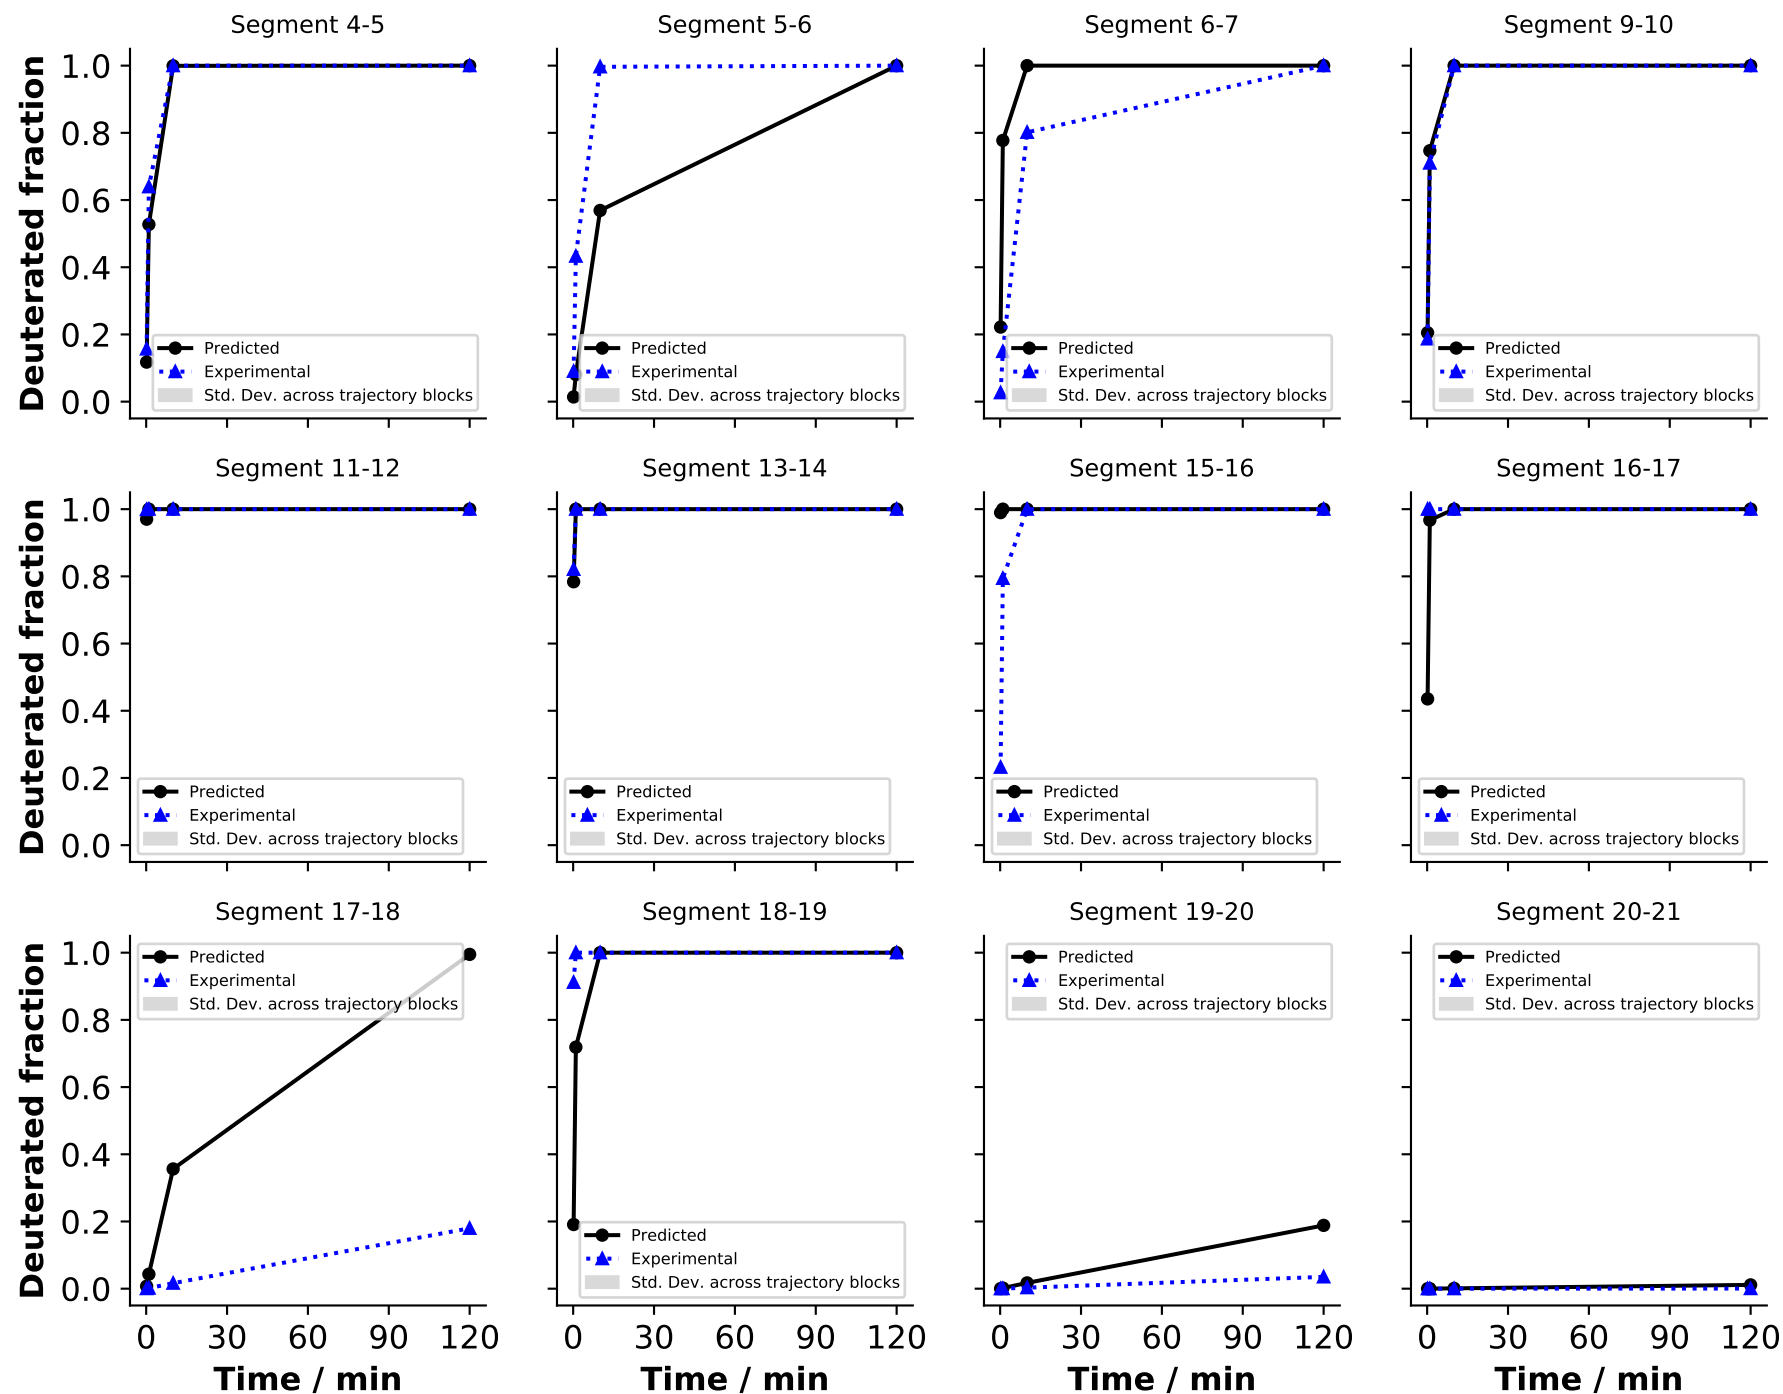 Segment 4-5
Segment 5-6
Segment 6-7
Segment 9-10
Deuterated fraction
1.0
0.8
0.6
0.4
0.2
0.0
Predicted
Experimental
Std. Dev. across trajectory blocks
Predicted
Experimental
Std. Dev. across trajectory blocks
Predicted
Experimental
Std. Dev. across trajectory blocks
Predicted
Experimental
Std. Dev. across trajectory blocks
Segment 11-12
Segment 13-14
Segment 15-16
Segment 16-17
Deuterated fraction
1.0
0.8
0.6
0.4
0.2
0.0
Predicted
Experimental
Std. Dev. across trajectory blocks
Predicted
Experimental
Std. Dev. across trajectory blocks
Predicted
Experimental
Std. Dev. across trajectory blocks
Predicted
Experimental
Std. Dev. across trajectory blocks
Segment 17-18
Segment 18-19
Segment 19-20
Segment 20-21
Deuterated fraction
1.0
0.8
0.6
0.4
0.2
0.0
Predicted
Experimental
Std. Dev. across trajectory blocks
Predicted
Experimental
Std. Dev. across trajectory blocks
Predicted
Experimental
Std. Dev. across trajectory blocks
Predicted
Experimental
Std. Dev. across trajectory blocks
0 30 60 90 120
0 30 60 90 120
0 30 60 90 120
0 30 60 90 120
Time / min
Time / min
Time / min
Time / min